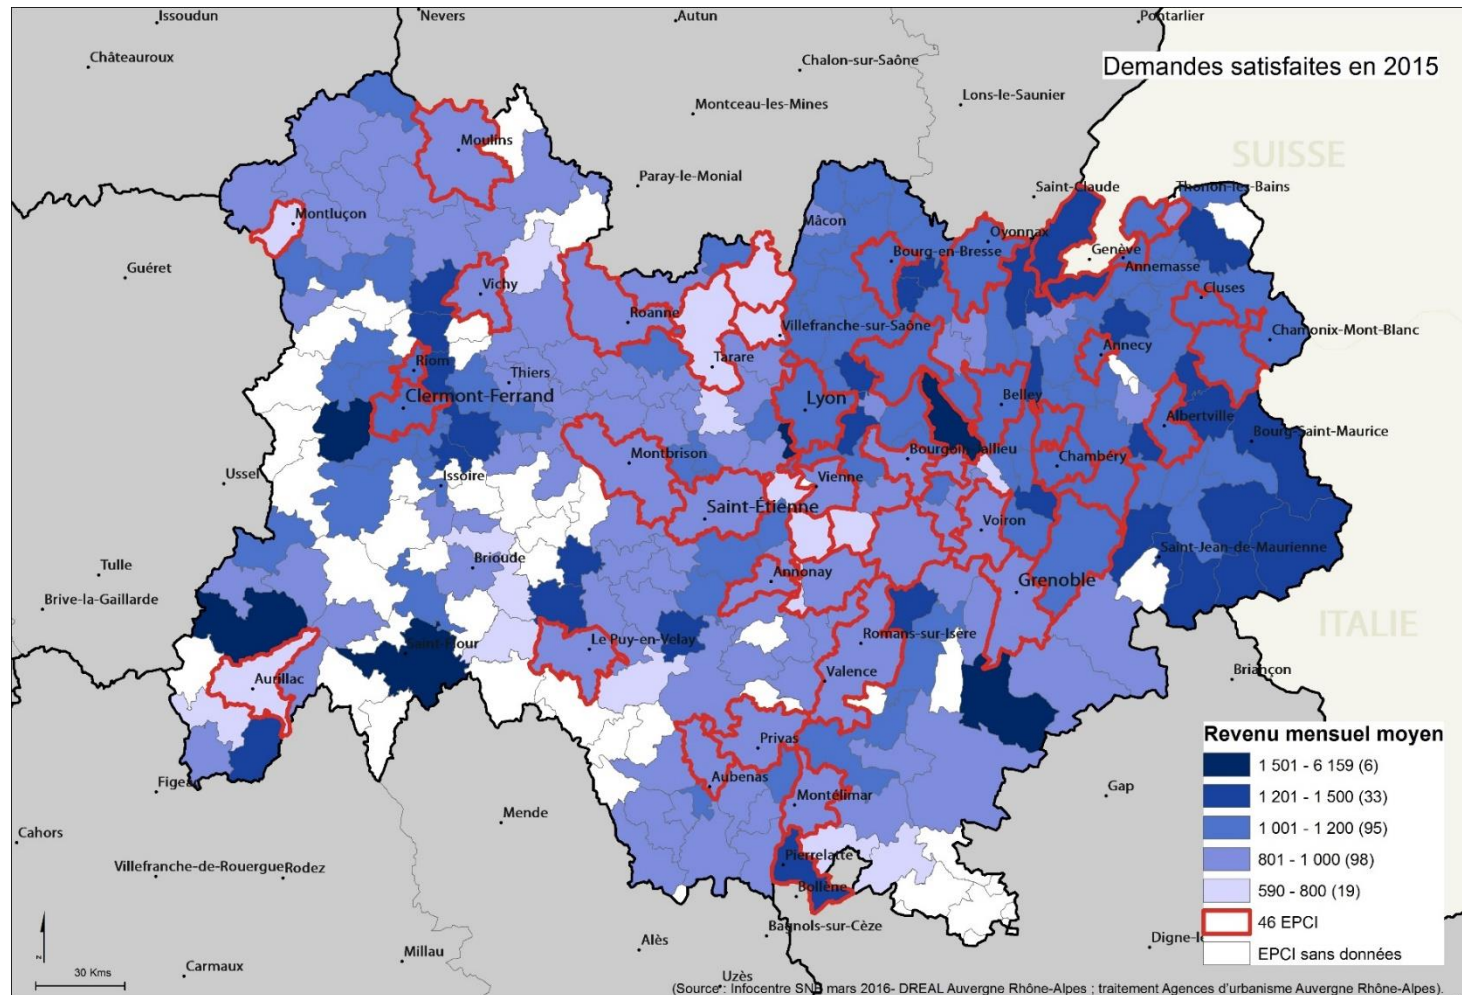 Issoudun
Nevers
Autun
Pontarlier
Châteauroux
Chalon-sur-Saône
Demandes satisfaites en 2015
Montceau-les-Mines
Lons-le-Saunier
Moulins
SUISSE
Paray-le-Monial
Saint-Claude
Thonon-les-Bains
Montluçon
Mâcon
Oyonnax
Guéret
Bourg-en-Bresse
Genève
Annemasse
Vichy
Cluses
Roanne
Villefranche-sur-Saône
Chamonix-Mont-Blanc
Riom
Tarare
Annecy
Thiers
Clermont-Ferrand
Lyon
Belley
Albertville
Bourg-Saint-Maurice
Montbrison
Bourgoin-Jallieu
Chambéry
Ussel
Issoire
Vienne
Saint-Étienne
Voiron
Tulle
Brioude
Saint-Jean-de-Maurienne
Annonay
Grenoble
Brive-la-Gaillarde
ITALIE
Saint-Flour
Le Puy-en-Velay
Romans-sur-Isère
Aurillac
Valence
Briançon
Privas
Revenu mensuel moyen
1 501 - 6 159 (6)
1 201 - 1 500 (33)
1 001 - 1 200 (95)
801 - 1 000 (98)
590 - 800 (19)
46 EPCI
EPCI sans données
Figea
Aubenas
Montélimar
Gap
Mende
Cahors
Villefranche-de-Rouergue
Rodez
Pierrelatte
Bollène
Bagnols-sur-Cèze
Alès
Digne-le
Millau
Carmaux
Uzès
N
30 Kms
(Source : Infocentre SNE mars 2016- DREAL Auvergne Rhône-Alpes ; traitement Agences d'urbanisme Auvergne Rhône-Alpes).